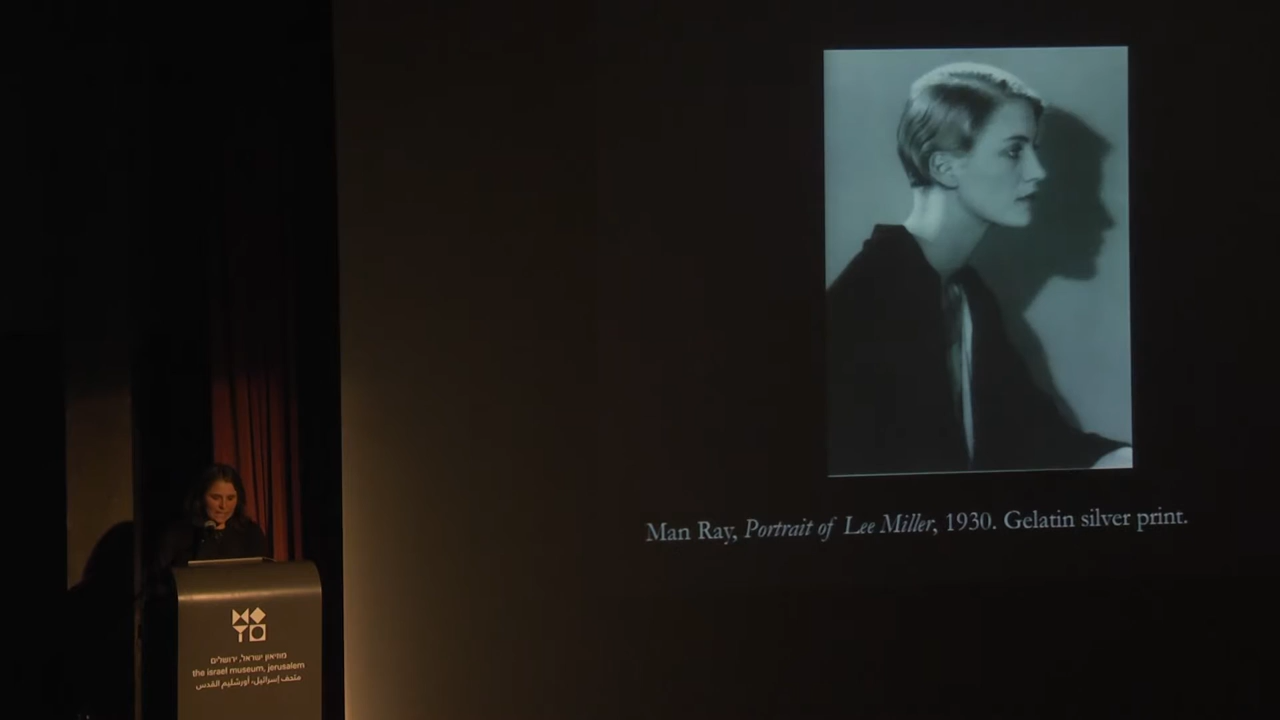 Man Ray, Portrait of Lee Miller, 1930. Gelatin silver print.
מוזיאון ישראל, ירושלים
the israel museum, jerusalem
متحف إسرائيل، أورشليم القدس